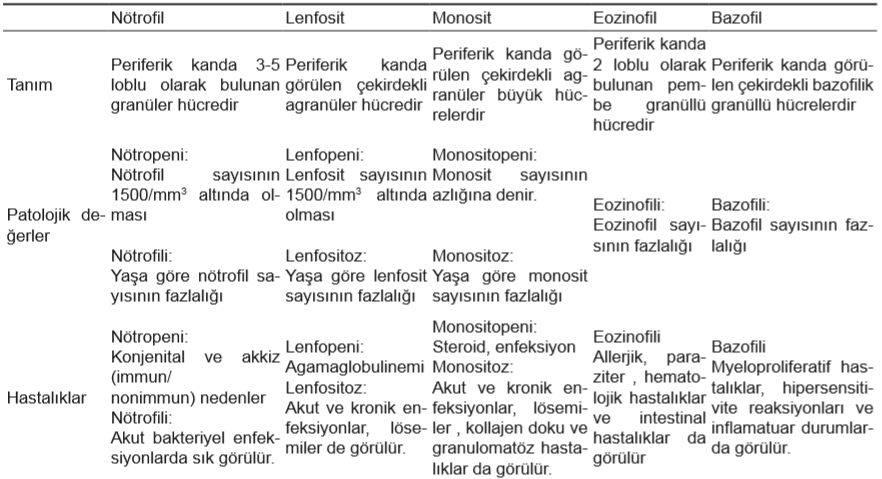 Nötrofil Lenfosit Monosit Eozinofil Bazofil
Tanım
Periferik kanda 3-5
loblu olarak bulunan
granüler hücredir
Periferik kanda
görülen çekirdekli
agranüler hücredir
Periferik kanda gö-
rülen çekirdekli ag-
ranüler büyük hüc-
relerdir
Periferik kanda
2 loblu olarak
bulunan pem-
be granüllü
hücredir
Periferik kanda görü-
len çekirdekli bazofilik
granüllü hücrelerdir
Patolojik de-
ğerler
Nötropeni:
Nötrofil sayısının
1500/mm³ altında ol-
ması
Nötrofili:
Yaşa göre nötrofil sa-
yısının fazlalığı
Lenfopeni:
Lenfosit sayısının
1500/mm³ altında
olması
Lenfositoz:
Yaşa göre lenfosit
sayısının fazlalığı
Monositopeni:
Monosit sayısının
azlığına denir.
Monositoz:
Yaşa göre monosit
sayısının fazlalığı
Eozinofili:
Eozinofil sayı-
sının fazlalığı
Bazofili:
Bazofil sayısının faz-
lalığı
Hastalıklar
Nötropeni:
Konjenital ve akkiz
(immun/
nonimmun) nedenler
Nötrofili:
Akut bakteriyel enfek-
siyonlarda sık görülür.
Lenfopeni:
Agamaglobulinemi
Lenfositoz:
Akut ve kronik en-
feksiyonlar, löse-
miler de görülür.
Monositopeni:
Steroid, enfeksiyon
Monositoz:
Akut ve kronik en-
feksiyonlar, lösemi-
ler , kollajen doku ve
granulomatöz hasta-
lıklar da görülür.
Eozinofili
Allerjik, para-
ziter , hemato-
lojik hastalıklar
ve intestinal
hastalıklar da
görülür
Bazofili
Myeloproliferatif has-
talıklar, hipersensiti-
vite reaksiyonları ve
inflamatuar durumlar-
da görülür.